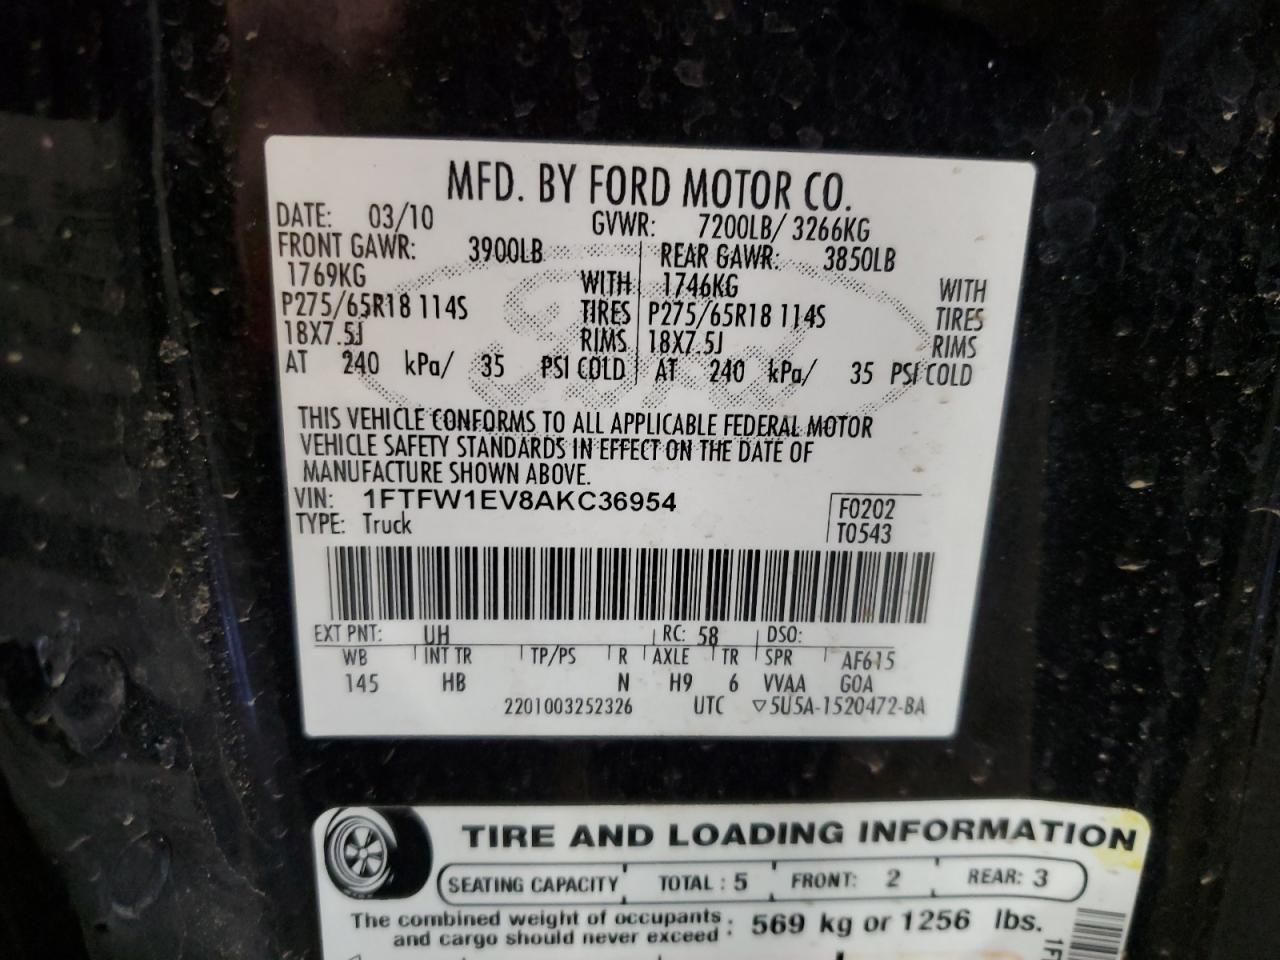 MFD. BY FORD MOTOR CO.
DATE: 03/10 GVWR: 7200LB/ 3266KG
FRONT GAWR: 3900LB REAR GAWR: 3850LB
1769KG WITH 1746KG WITH
P275/65R18 114S TIRES P275/65R18 114S TIRES
18X7.5J RIMS 18X7.5J RIMS
AT 240 kPa/ 35 PSI COLD AT 240 kPa/ 35 PSI COLD
THIS VEHICLE CONFORMS TO ALL APPLICABLE FEDERAL MOTOR
VEHICLE SAFETY STANDARDS IN EFFECT ON THE DATE OF
MANUFACTURE SHOWN ABOVE.
VIN: 1FTFW1EV8AKC36954 F0202
TYPE: Truck T0543
EXT PNT: UH RC: 58 DSO:
WB INT TR TP/PS R AXLE TR SPR AF615
145 HB N H9 6 VVAA GOA
2201003252326 UTC ▽5U5A-1520472-BA
TIRE AND LOADING INFORMATION
SEATING CAPACITY TOTAL : 5 FRONT: 2 REAR: 3
The combined weight of occupants : 569 kg or 1256 lbs.
and cargo should never exceed :